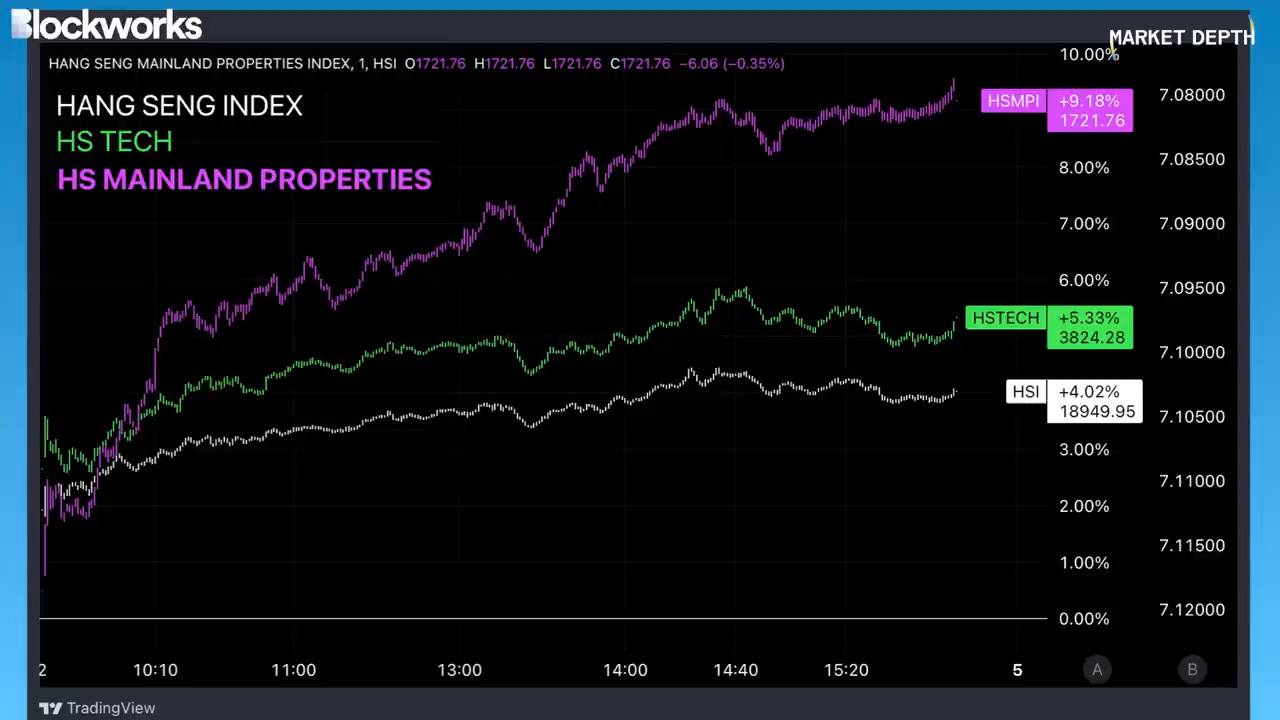 Blockworks
MARKET DEPTH
HANG SENG MAINLAND PROPERTIES INDEX, 1, HSI O1721.76 H1721.76 L1721.76 C1721.76 −6.06 (−0.35%)
HANG SENG INDEX
HS TECH
HS MAINLAND PROPERTIES
10.00%
8.00%
7.00%
6.00%
3.00%
2.00%
1.00%
0.00%
7.08000
7.08500
7.09000
7.09500
7.10000
7.10500
7.11000
7.11500
7.12000
HSMPI +9.18%
1721.76
HSTECH +5.33%
3824.28
HSI +4.02%
18949.95
2 10:10 11:00 13:00 14:00 14:40 15:20 5 A B
TradingView